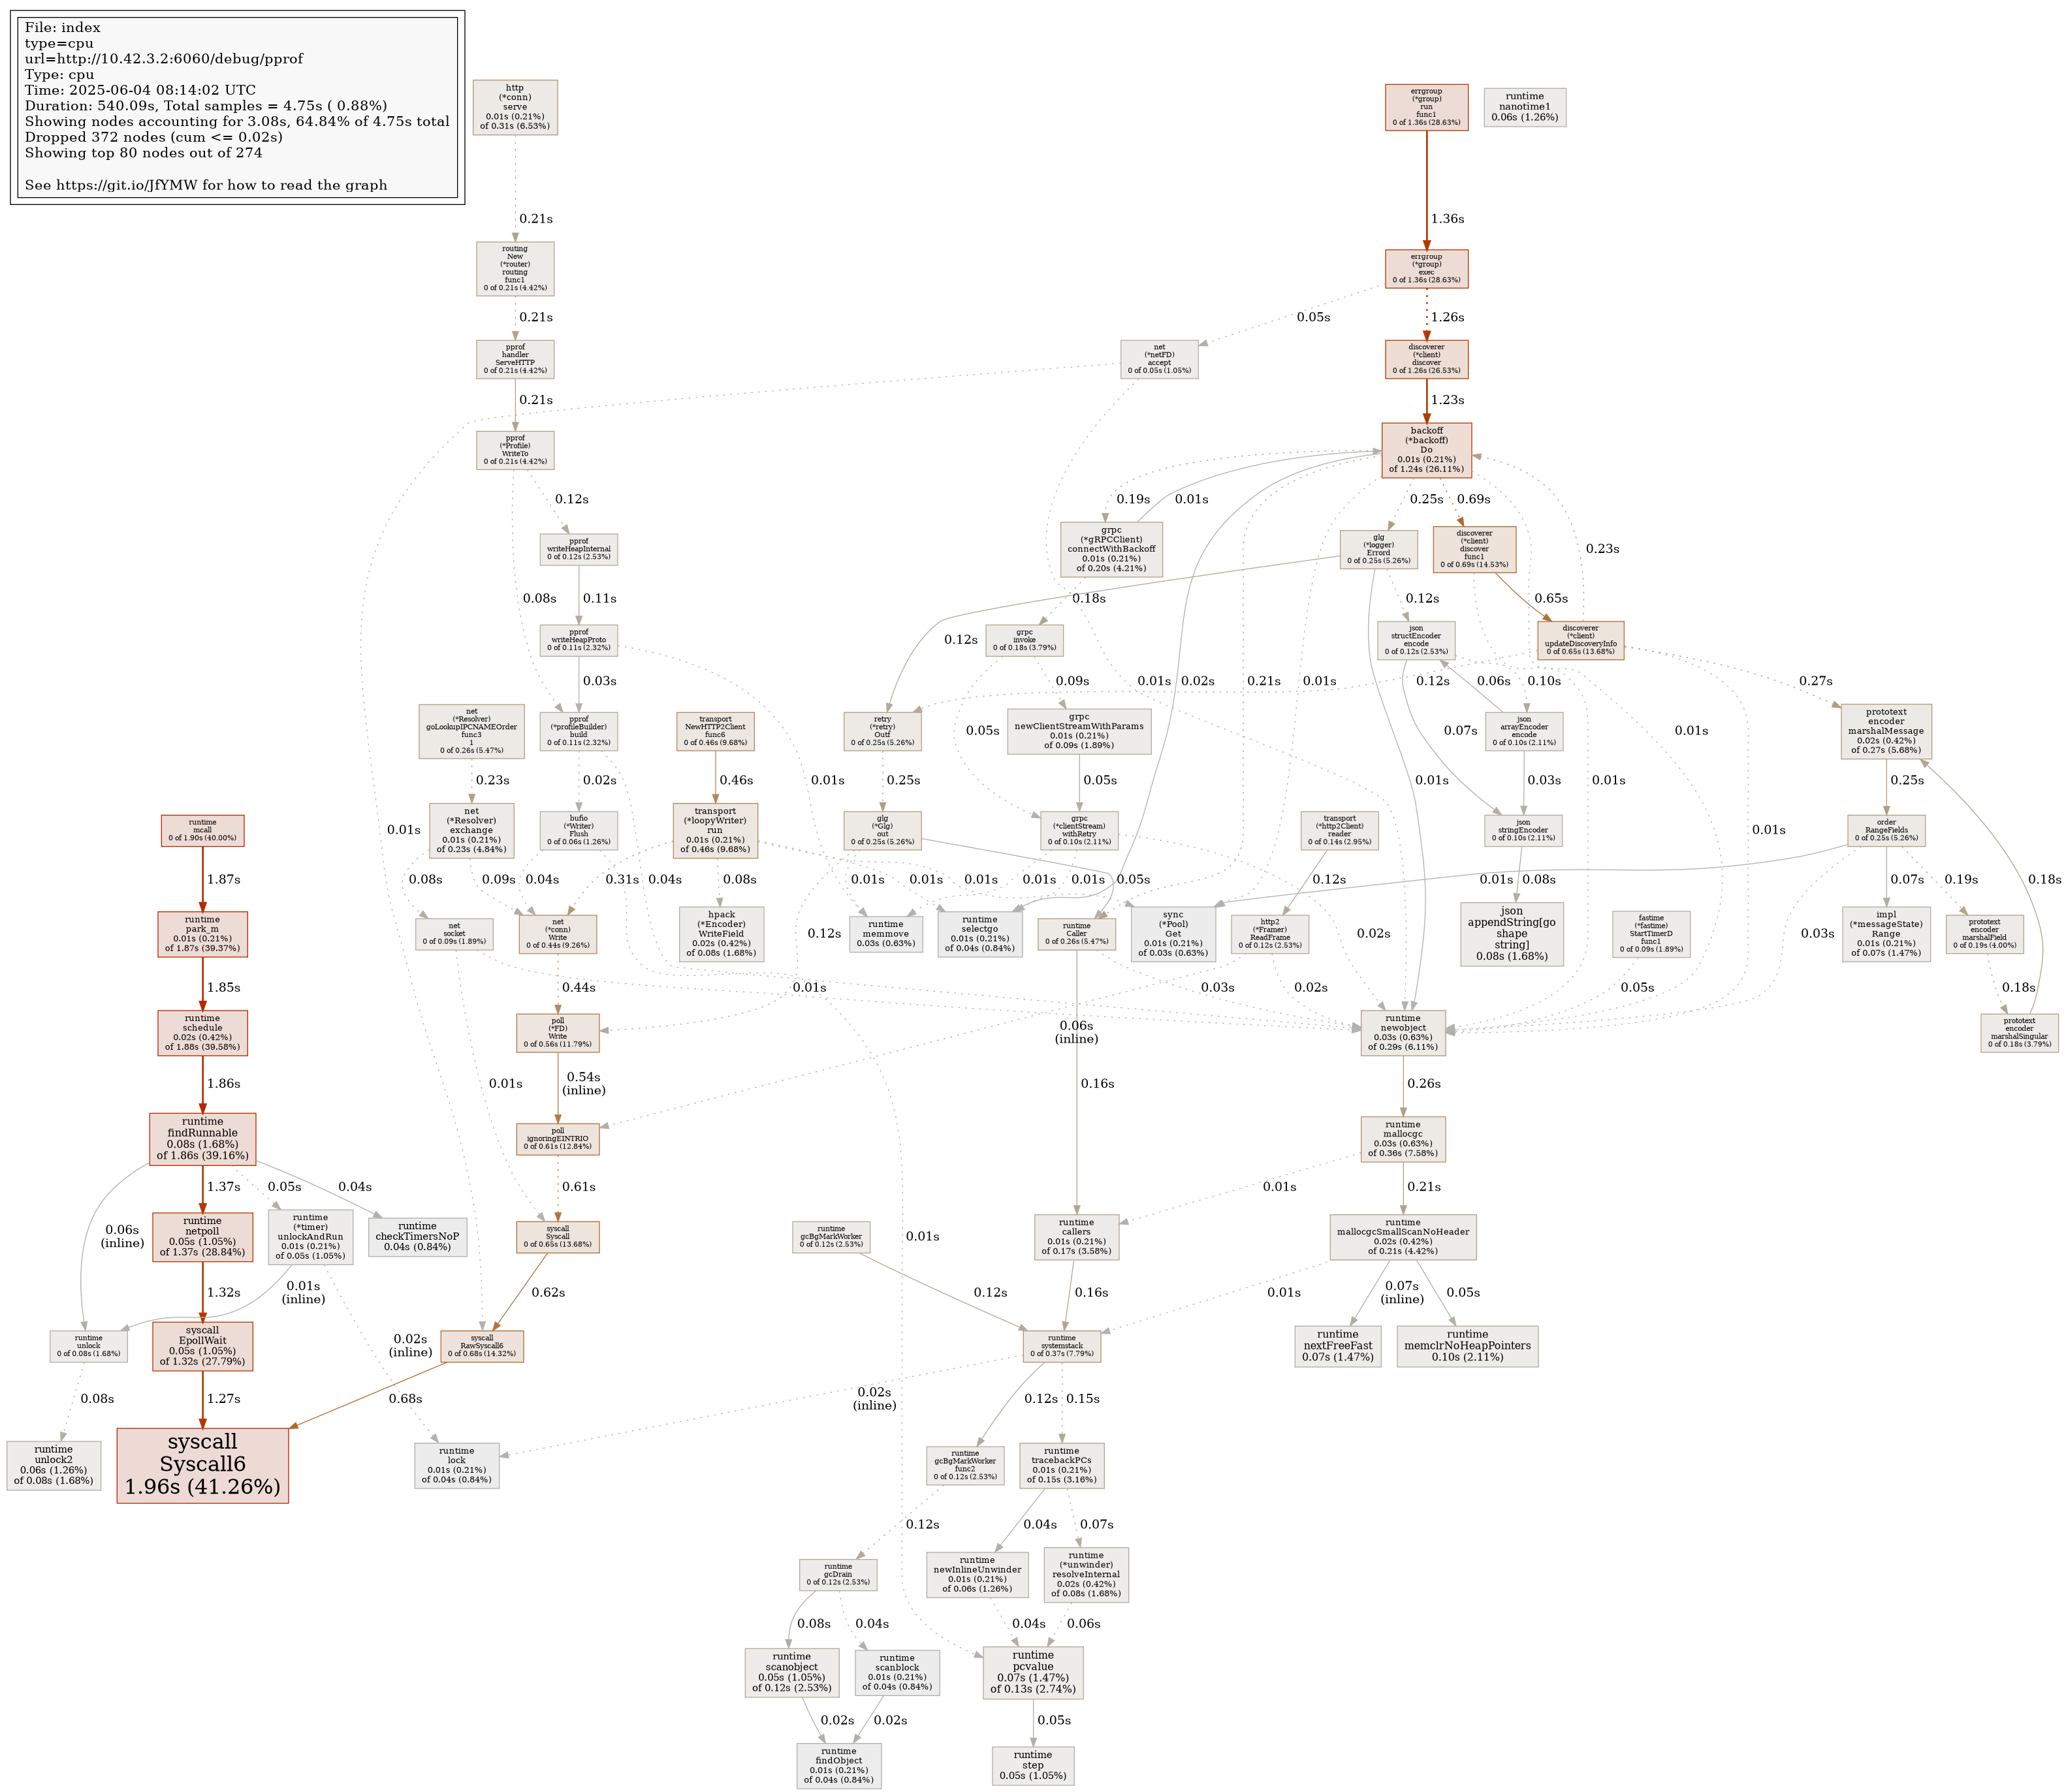 File: index
type=cpu
url=http://10.42.3.2:6060/debug/pprof
Type: cpu
Time: 2025-06-04 08:14:02 UTC
Duration: 540.09s, Total samples = 4.75s ( 0.88%)
Showing nodes accounting for 3.08s, 64.84% of 4.75s total
Dropped 372 nodes (cum <= 0.02s)
Showing top 80 nodes out of 274
See https://git.io/JfYMW for how to read the graph
http
(*conn)
serve
0.01s (0.21%)
of 0.31s (6.53%)
errgroup
(*group)
run
func1
0 of 1.36s (28.63%)
runtime
nanotime1
0.06s (1.26%)
0.21s
1.36s
routing
New
(*router)
routing
func1
0 of 0.21s (4.42%)
errgroup
(*group)
exec
0 of 1.36s (28.63%)
0.21s
0.05s
1.26s
pprof
handler
ServeHTTP
0 of 0.21s (4.42%)
net
(*netFD)
accept
0 of 0.05s (1.05%)
discoverer
(*client)
discover
0 of 1.26s (26.53%)
0.21s
1.23s
pprof
(*Profile)
WriteTo
0 of 0.21s (4.42%)
backoff
(*backoff)
Do
0.01s (0.21%)
of 1.24s (26.11%)
0.12s
0.19s
0.01s
0.25s
0.69s
pprof
writeHeapInternal
0 of 0.12s (2.53%)
grpc
(*gRPCClient)
connectWithBackoff
0.01s (0.21%)
of 0.20s (4.21%)
glg
(*logger)
Errord
0 of 0.25s (5.26%)
discoverer
(*client)
discover
func1
0 of 0.69s (14.53%)
0.23s
0.08s
0.11s
0.18s
0.12s
0.65s
pprof
writeHeapProto
0 of 0.11s (2.32%)
grpc
invoke
0 of 0.18s (3.79%)
0.12s
json
structEncoder
encode
0 of 0.12s (2.53%)
discoverer
(*client)
updateDiscoveryInfo
0 of 0.65s (13.68%)
0.03s
0.09s
0.01s
0.02s
0.21s
0.01s
0.12s
0.06s
0.10s
0.27s
net
(*Resolver)
goLookupIPCNAMEOrder
func3
1
0 of 0.26s (5.47%)
pprof
(*profileBuilder)
build
0 of 0.11s (2.32%)
transport
NewHTTP2Client
func6
0 of 0.46s (9.68%)
retry
(*retry)
Outf
0 of 0.25s (5.26%)
0.05s
grpc
newClientStreamWithParams
0.01s (0.21%)
of 0.09s (1.89%)
0.07s
json
arrayEncoder
encode
0 of 0.10s (2.11%)
0.01s
prototext
encoder
marshalMessage
0.02s (0.42%)
of 0.27s (5.68%)
0.23s
0.02s
0.46s
0.01s
0.25s
0.05s
0.01s
0.03s
0.01s
0.25s
runtime
mcall
0 of 1.90s (40.00%)
0.01s
net
(*Resolver)
exchange
0.01s (0.21%)
of 0.23s (4.84%)
bufio
(*Writer)
Flush
0 of 0.06s (1.26%)
transport
(*loopyWriter)
run
0.01s (0.21%)
of 0.46s (9.68%)
glg
(*Glg)
out
0 of 0.25s (5.26%)
grpc
(*clientStream)
withRetry
0 of 0.10s (2.11%)
transport
(*http2Client)
reader
0 of 0.14s (2.95%)
json
stringEncoder
0 of 0.10s (2.11%)
0.01s
order
RangeFields
0 of 0.25s (5.26%)
1.87s
0.08s
0.09s
0.04s
0.31s
0.04s
0.08s
0.01s
0.01s
0.01s
0.01s
0.01s
0.05s
0.12s
0.08s
0.01s
0.07s
0.19s
0.18s
runtime
park_m
0.01s (0.21%)
of 1.87s (39.37%)
net
socket
0 of 0.09s (1.89%)
net
(*conn)
Write
0 of 0.44s (9.26%)
hpack
(*Encoder)
WriteField
0.02s (0.42%)
of 0.08s (1.68%)
0.12s
runtime
memmove
0.03s (0.63%)
runtime
selectgo
0.01s (0.21%)
of 0.04s (0.84%)
runtime
Caller
0 of 0.26s (5.47%)
sync
(*Pool)
Get
0.01s (0.21%)
of 0.03s (0.63%)
http2
(*Framer)
ReadFrame
0 of 0.12s (2.53%)
0.02s
json
appendString[go
shape
string]
0.08s (1.68%)
fastime
(*fastime)
StartTimerD
func1
0 of 0.09s (1.89%)
0.03s
impl
(*messageState)
Range
0.01s (0.21%)
of 0.07s (1.47%)
prototext
encoder
marshalField
0 of 0.19s (4.00%)
1.85s
0.44s
0.01s
0.03s
0.02s
0.05s
0.18s
runtime
schedule
0.02s (0.42%)
of 1.88s (39.58%)
poll
(*FD)
Write
0 of 0.56s (11.79%)
0.06s
(inline)
runtime
newobject
0.03s (0.63%)
of 0.29s (6.11%)
prototext
encoder
marshalSingular
0 of 0.18s (3.79%)
1.86s
0.01s
0.54s
(inline)
0.16s
0.26s
runtime
findRunnable
0.08s (1.68%)
of 1.86s (39.16%)
poll
ignoringEINTRIO
0 of 0.61s (12.84%)
runtime
mallocgc
0.03s (0.63%)
of 0.36s (7.58%)
0.06s
(inline)
1.37s
0.05s
0.04s
0.61s
0.01s
0.21s
runtime
netpoll
0.05s (1.05%)
of 1.37s (28.84%)
runtime
(*timer)
unlockAndRun
0.01s (0.21%)
of 0.05s (1.05%)
runtime
checkTimersNoP
0.04s (0.84%)
syscall
Syscall
0 of 0.65s (13.68%)
0.01s
runtime
gcBgMarkWorker
0 of 0.12s (2.53%)
runtime
callers
0.01s (0.21%)
of 0.17s (3.58%)
runtime
mallocgcSmallScanNoHeader
0.02s (0.42%)
of 0.21s (4.42%)
1.32s
0.01s
(inline)
0.62s
0.12s
0.16s
0.01s
0.07s
(inline)
0.05s
runtime
unlock
0 of 0.08s (1.68%)
syscall
EpollWait
0.05s (1.05%)
of 1.32s (27.79%)
0.02s
(inline)
syscall
RawSyscall6
0 of 0.68s (14.32%)
runtime
systemstack
0 of 0.37s (7.79%)
runtime
nextFreeFast
0.07s (1.47%)
runtime
memclrNoHeapPointers
0.10s (2.11%)
0.08s
1.27s
0.68s
0.02s
(inline)
0.12s
0.15s
runtime
unlock2
0.06s (1.26%)
of 0.08s (1.68%)
syscall
Syscall6
1.96s (41.26%)
runtime
lock
0.01s (0.21%)
of 0.04s (0.84%)
runtime
gcBgMarkWorker
func2
0 of 0.12s (2.53%)
runtime
tracebackPCs
0.01s (0.21%)
of 0.15s (3.16%)
0.12s
0.04s
0.07s
runtime
gcDrain
0 of 0.12s (2.53%)
runtime
newInlineUnwinder
0.01s (0.21%)
of 0.06s (1.26%)
runtime
(*unwinder)
resolveInternal
0.02s (0.42%)
of 0.08s (1.68%)
0.08s
0.04s
0.04s
0.06s
runtime
scanobject
0.05s (1.05%)
of 0.12s (2.53%)
runtime
scanblock
0.01s (0.21%)
of 0.04s (0.84%)
runtime
pcvalue
0.07s (1.47%)
of 0.13s (2.74%)
0.02s
0.02s
0.05s
runtime
findObject
0.01s (0.21%)
of 0.04s (0.84%)
runtime
step
0.05s (1.05%)